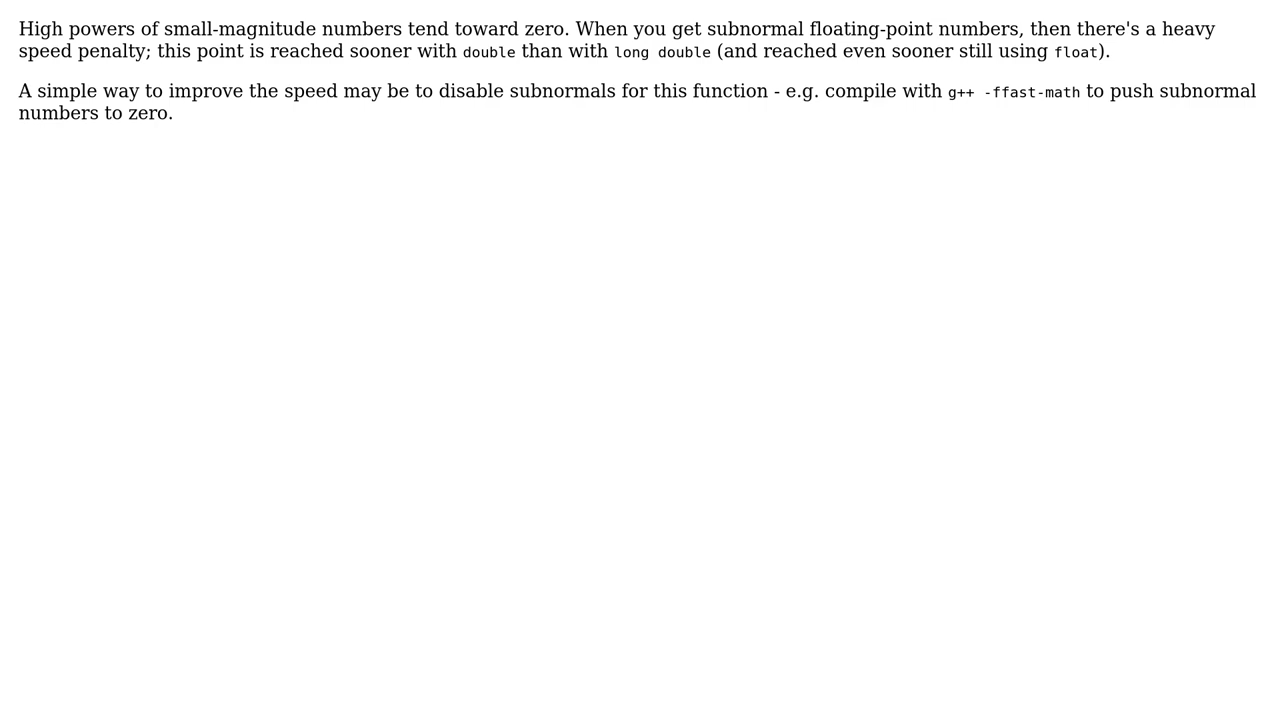 High powers of small-magnitude numbers tend toward zero. When you get subnormal floating-point numbers, then there's a heavy
speed penalty; this point is reached sooner with double than with long double (and reached even sooner still using float).
A simple way to improve the speed may be to disable subnormals for this function - e.g. compile with g++ -ffast-math to push subnormal
numbers to zero.